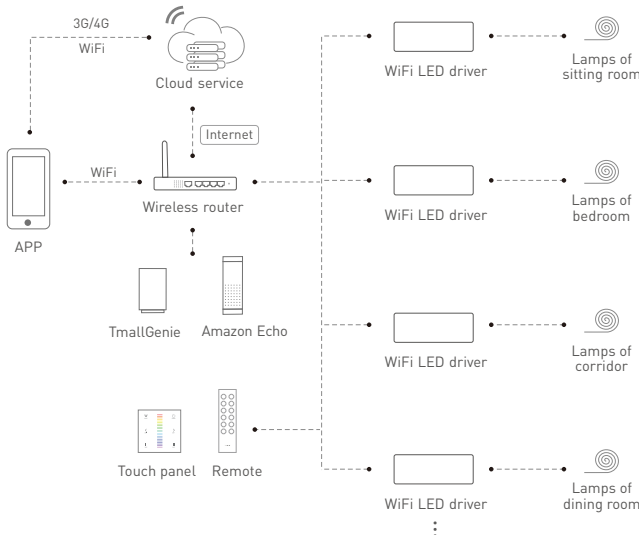 3G/4G
WiFi
Cloud service
Internet
WiFi
Wireless router
APP
TmallGenie
Amazon Echo
Touch panel
Remote
WiFi LED driver
Lamps of
sitting room
WiFi LED driver
Lamps of
bedroom
WiFi LED driver
Lamps of
corridor
WiFi LED driver
Lamps of
dining room